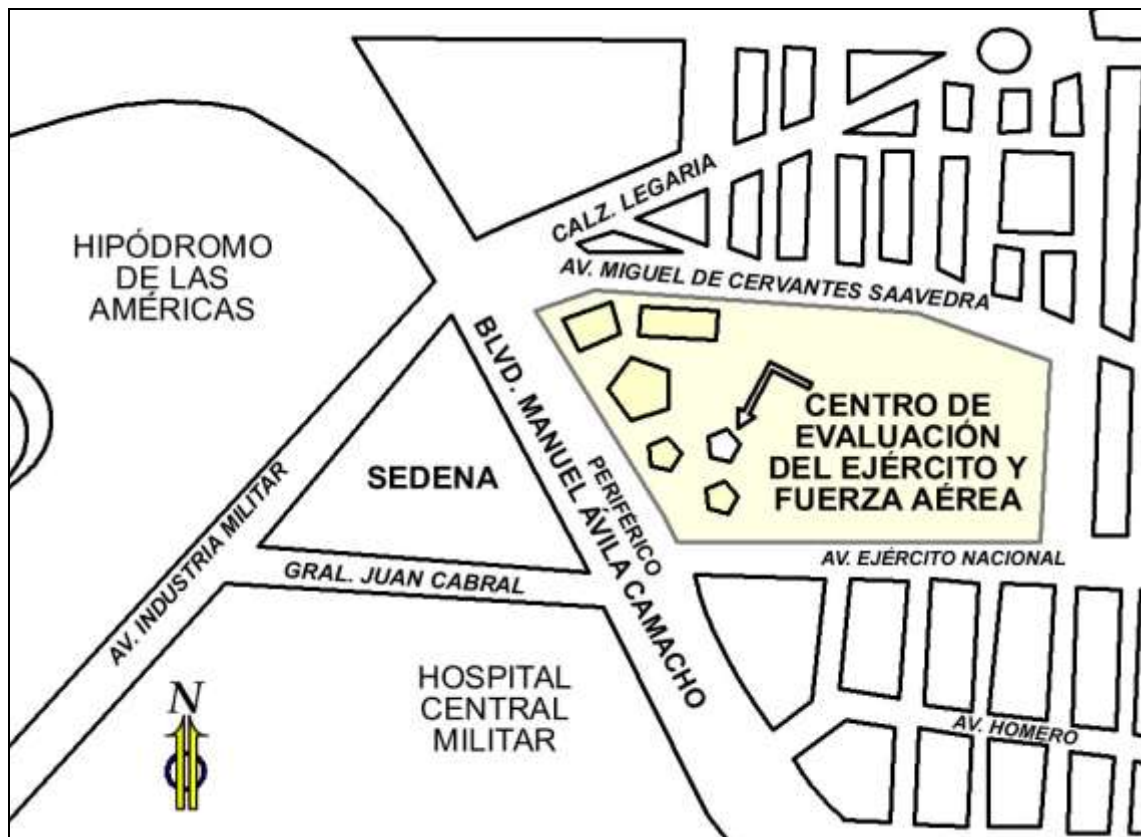 CALZ. LEGARIA
HIPÓDROMO
DE LAS
AMÉRICAS
AV. MIGUEL DE CERVANTES SAAVEDRA
BLVD. MANUEL ÁVILA CAMACHO
PERIFÉRICO
CENTRO DE
EVALUACIÓN
DEL EJÉRCITO Y
FUERZA AÉREA
SEDENA
AV. INDUSTRIA MILITAR
GRAL. JUAN CABRAL
AV. EJÉRCITO NACIONAL
HOSPITAL
CENTRAL
MILITAR
N
AV. HOMERO